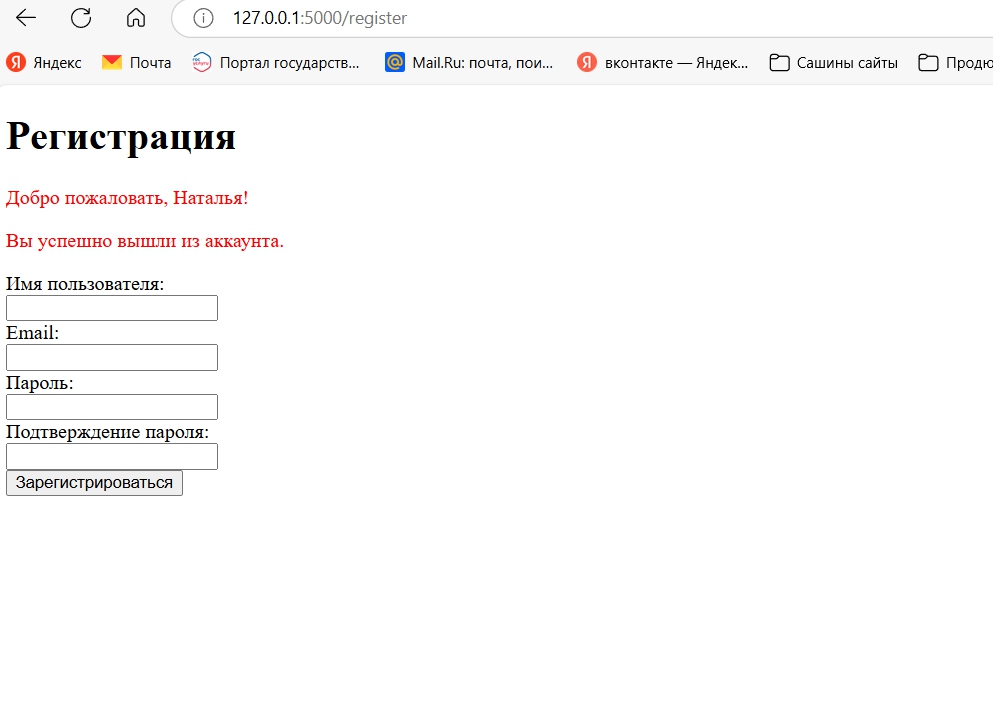 127.0.0.1:5000/register
Яндекс Почта Портал государств... Mail.Ru: почта, пои... вконтакте — Яндек... Сашины сайты Продю
Регистрация
Добро пожаловать, Наталья!
Вы успешно вышли из аккаунта.
Имя пользователя:
Email:
Пароль:
Подтверждение пароля:
Зарегистрироваться